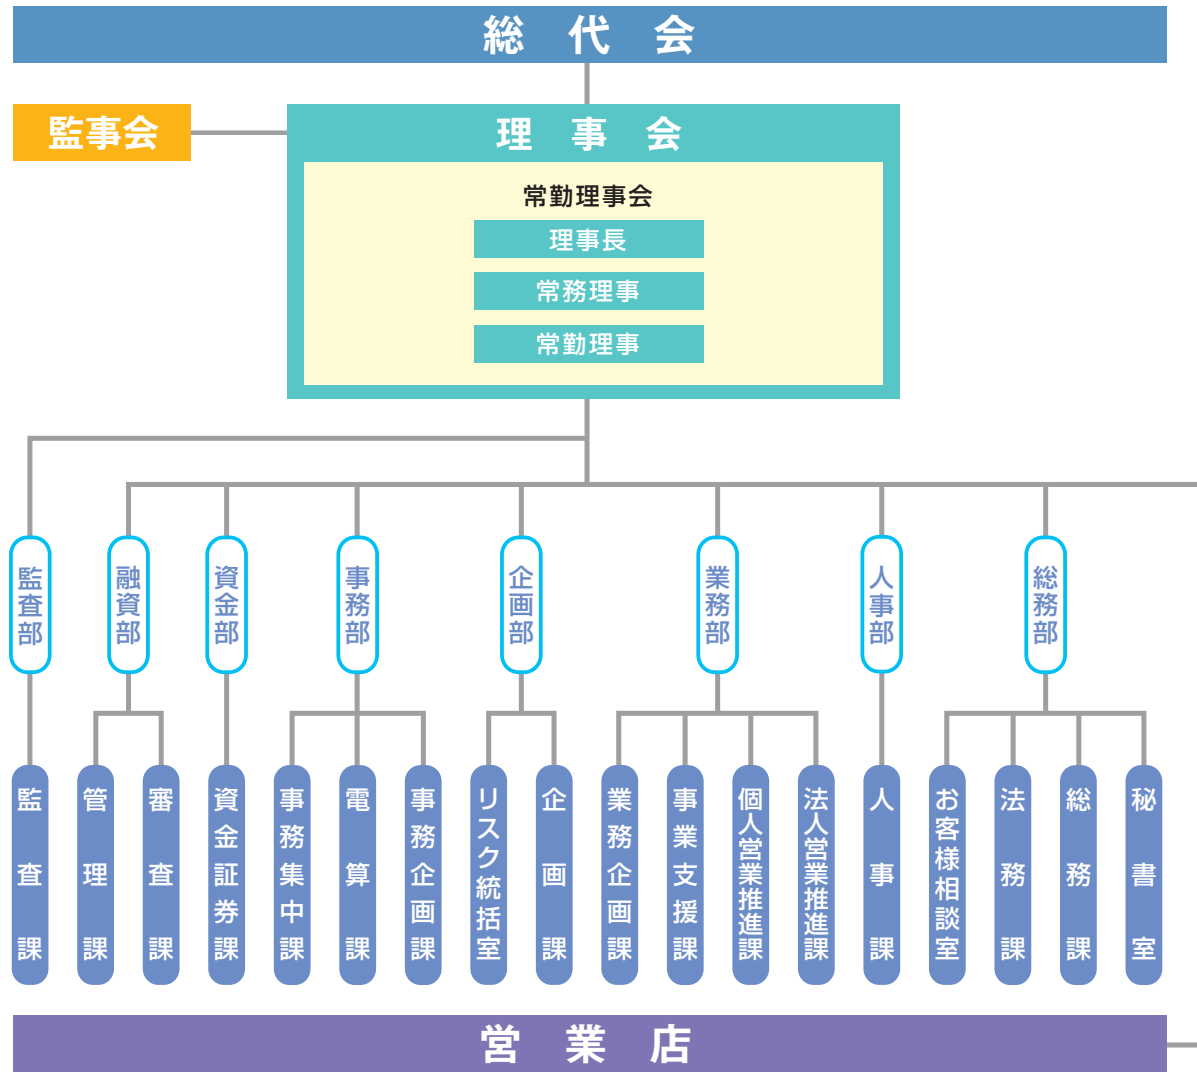 総代会
監事会
理事会
常勤理事会
理事長
常務理事
常勤理事
監査部
融資部
資金部
事務部
企画部
業務部
人事部
総務部
監査課
管理課
審査課
資金証券課
事務集中課
電算課
事務企画課
リスク統括室
企画課
業務企画課
事業支援課
個人営業推進課
法人営業推進課
人事課
お客様相談室
法務課
総務課
秘書室
営業店